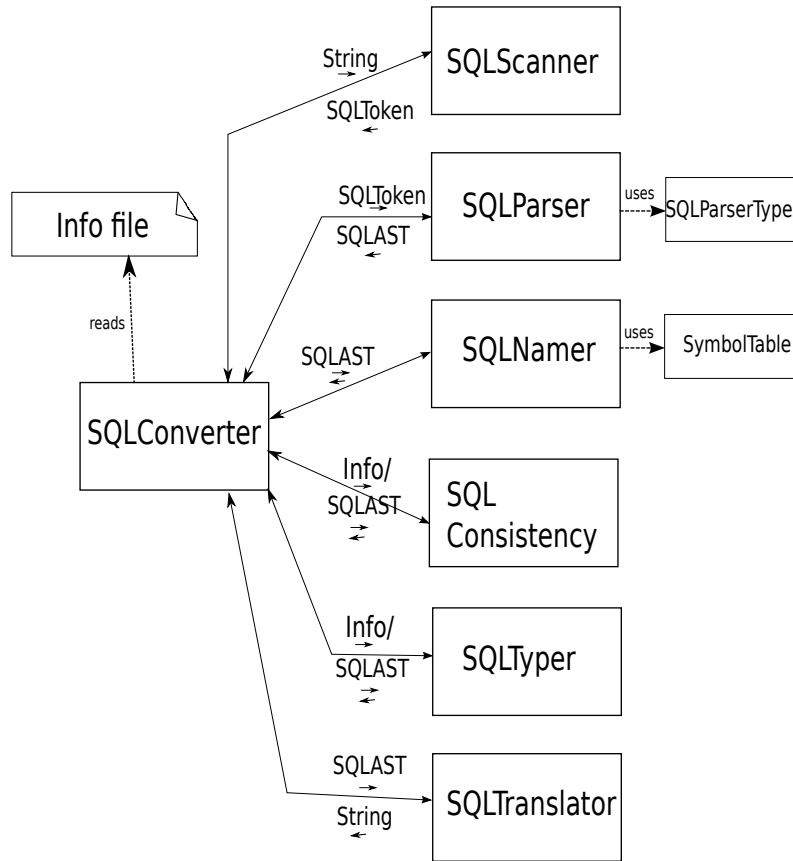 String
SQLScanner
SQLToken
SQLToken
SQLParser
uses
SQLParserType
SQLAST
Info file
reads
SQLAST
SQLNamer
uses
SymbolTable
SQLConverter
Info/
SQLAST
SQL
Consistency
Info/
SQLAST
SQLTyper
SQLAST
SQLTranslator
String